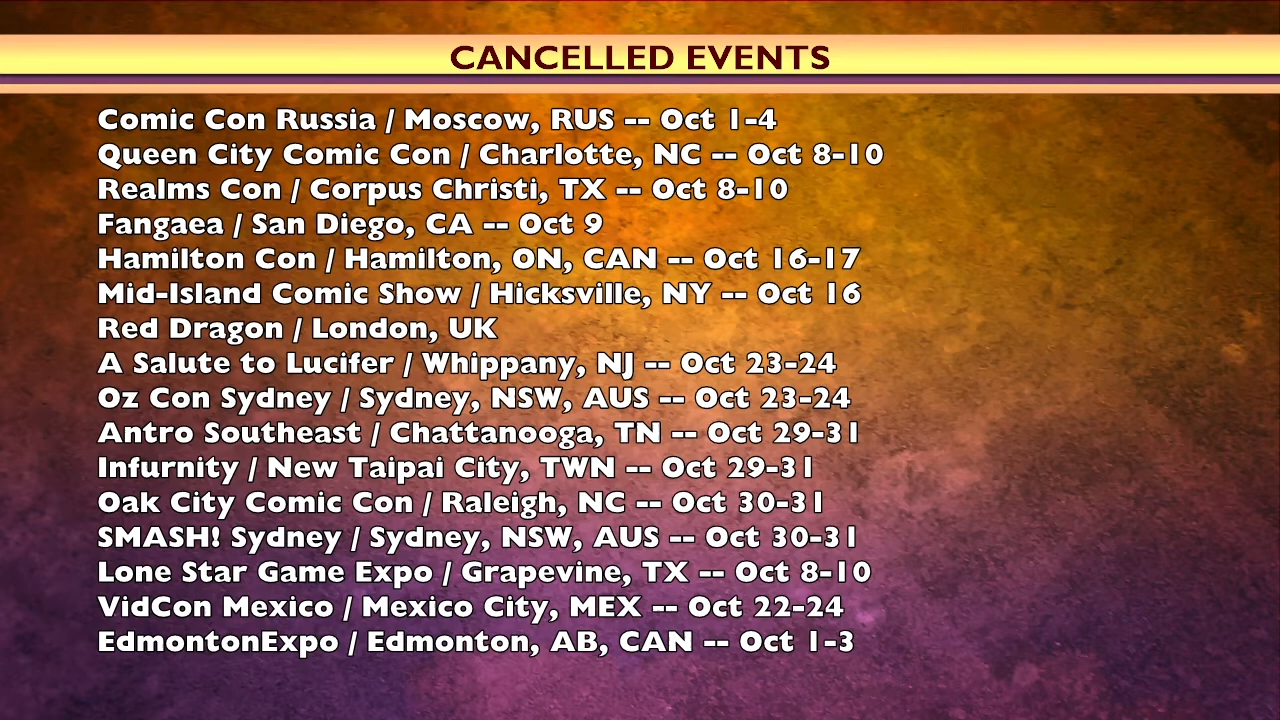 CANCELLED EVENTS
Comic Con Russia / Moscow, RUS -- Oct 1-4
Queen City Comic Con / Charlotte, NC -- Oct 8-10
Realms Con / Corpus Christi, TX -- Oct 8-10
Fangaea / San Diego, CA -- Oct 9
Hamilton Con / Hamilton, ON, CAN -- Oct 16-17
Mid-Island Comic Show / Hicksville, NY -- Oct 16
Red Dragon / London, UK
A Salute to Lucifer / Whippany, NJ -- Oct 23-24
Oz Con Sydney / Sydney, NSW, AUS -- Oct 23-24
Antro Southeast / Chattanooga, TN -- Oct 29-31
Infurnity / New Taipai City, TWN -- Oct 29-31
Oak City Comic Con / Raleigh, NC -- Oct 30-31
SMASH! Sydney / Sydney, NSW, AUS -- Oct 30-31
Lone Star Game Expo / Grapevine, TX -- Oct 8-10
VidCon Mexico / Mexico City, MEX -- Oct 22-24
EdmontonExpo / Edmonton, AB, CAN -- Oct 1-3